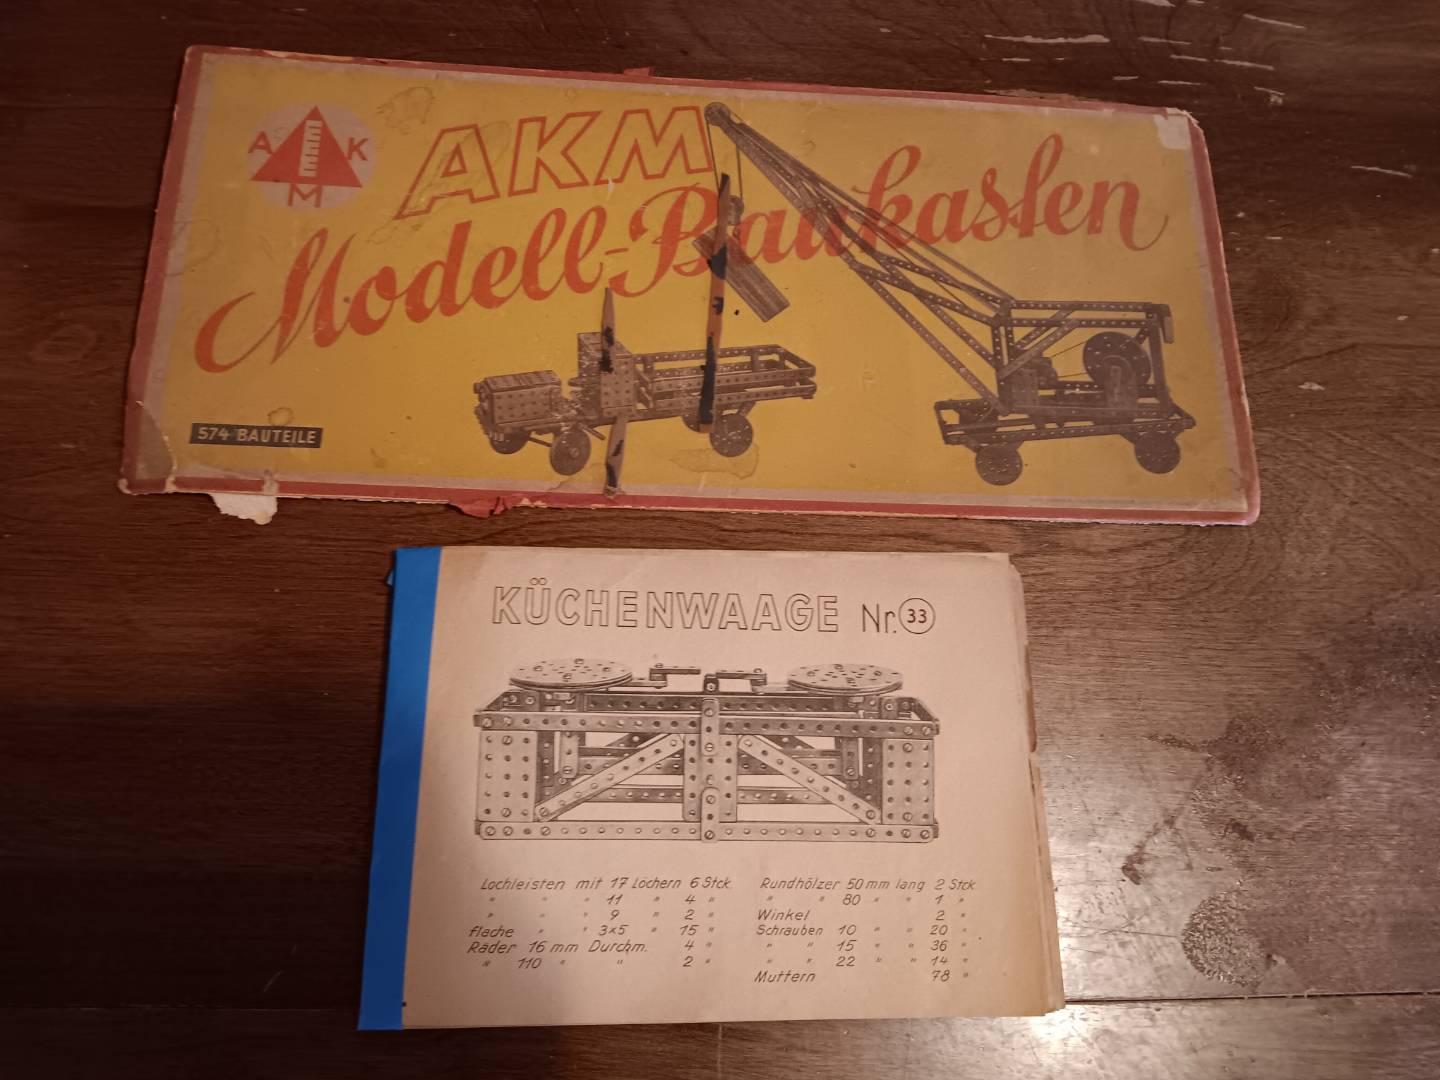 A K
M
AKM
Modell-Baukasten
574 BAUTEILE
KÜCHENWAAGE Nr. 33
Lochleisten mit 17 Löchern 6 Stck.
" " " 11 " 4 "
" " " 9 " 2 "
flache " " 3x5 " 15 "
Räder 16 mm Durchm. 4 "
" 110 " " 2 "
Rundhölzer 50 mm lang 2 Stck.
" " 80 " " 1 "
Winkel 2 "
Schrauben 10 " " 20 "
" " 15 " " 36 "
" " 22 " " 14 "
Muttern 78 "